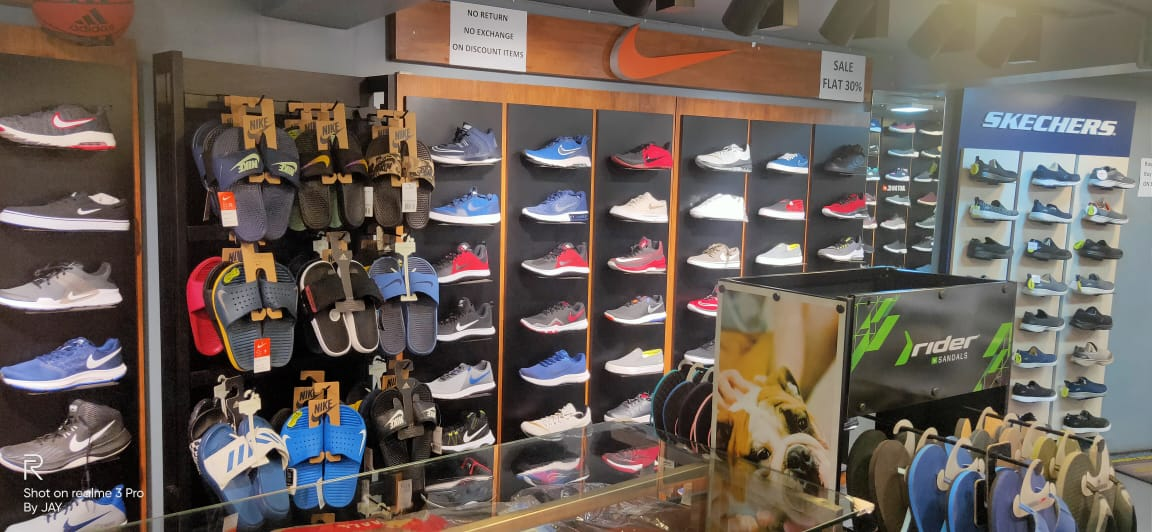 adidas
NO RETURN
NO EXCHANGE
ON DISCOUNT ITEMS
SALE
FLAT 30%
SKECHERS
NIKE
NIKE
NIKE
NIKE
NIKE
rider
SANDALS
Shot on realme 3 Pro
By JAY